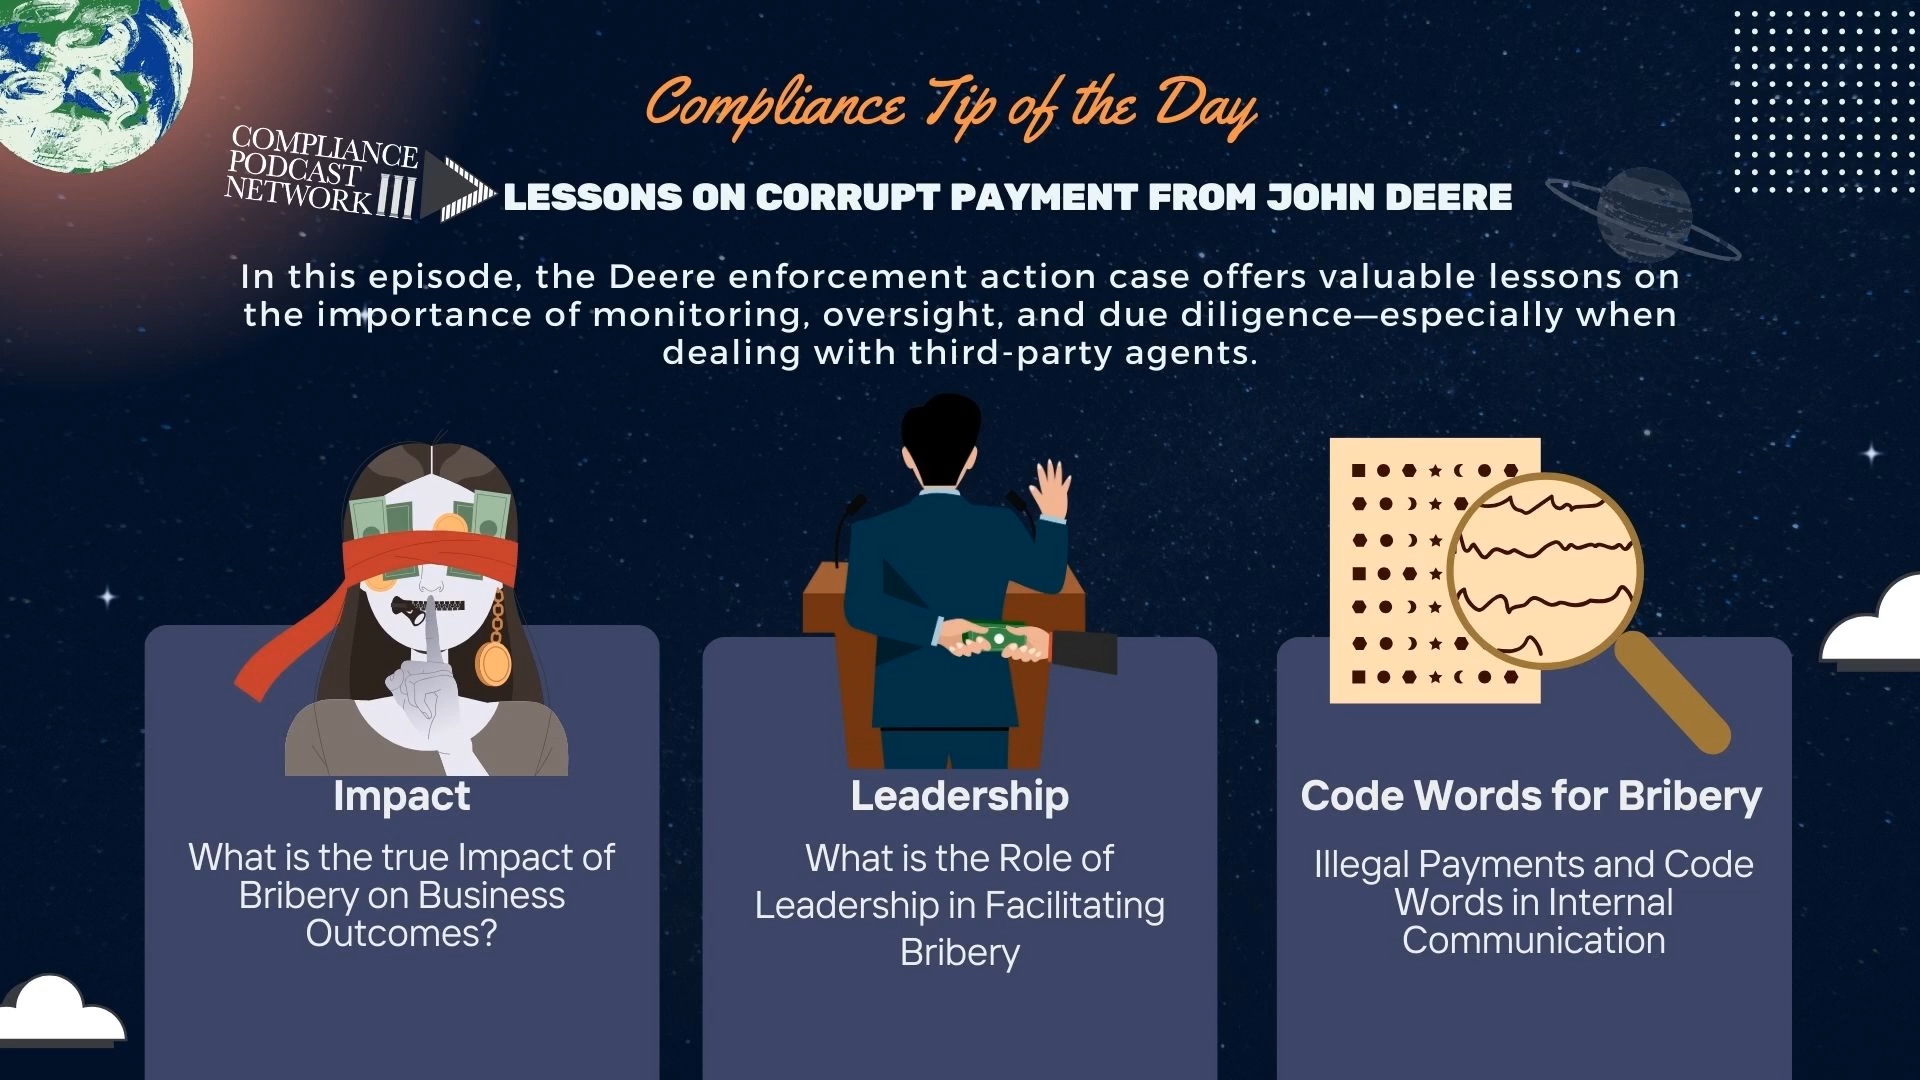 Compliance Tip of the Day
COMPLIANCE
PODCAST
NETWORK
LESSONS ON CORRUPT PAYMENT FROM JOHN DEERE
In this episode, the Deere enforcement action case offers valuable lessons on
the importance of monitoring, oversight, and due diligence—especially when
dealing with third-party agents.
Impact
What is the true Impact of
Bribery on Business
Outcomes?
Leadership
What is the Role of
Leadership in Facilitating
Bribery
Code Words for Bribery
Illegal Payments and Code
Words in Internal
Communication